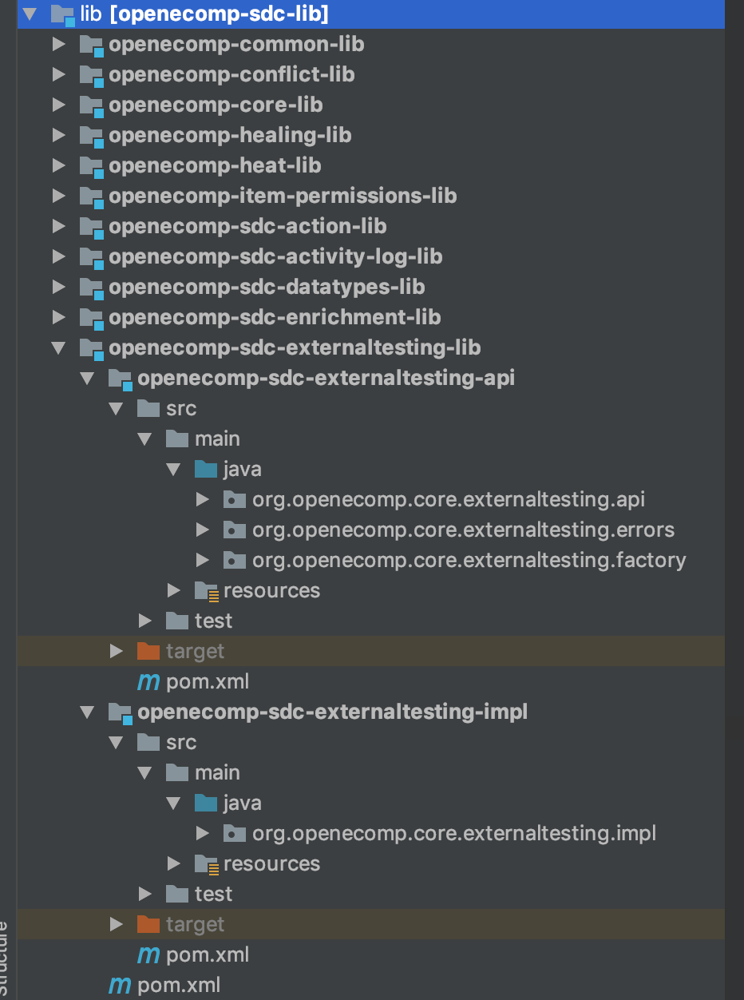 lib [openecomp-sdc-lib]
openecomp-common-lib
openecomp-conflict-lib
openecomp-core-lib
openecomp-healing-lib
openecomp-heat-lib
openecomp-item-permissions-lib
openecomp-sdc-action-lib
openecomp-sdc-activity-log-lib
openecomp-sdc-datatypes-lib
openecomp-sdc-enrichment-lib
openecomp-sdc-externaltesting-lib
openecomp-sdc-externaltesting-api
src
main
java
org.openecomp.core.externaltesting.api
org.openecomp.core.externaltesting.errors
org.openecomp.core.externaltesting.factory
resources
test
target
m pom.xml
openecomp-sdc-externaltesting-impl
src
main
java
org.openecomp.core.externaltesting.impl
resources
test
target
m pom.xml
m pom.xml
Structure